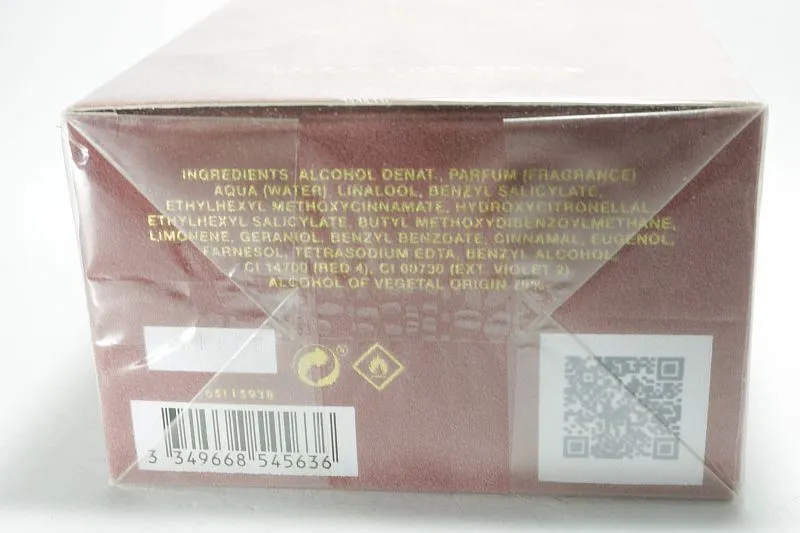 INGREDIENTS: ALCOHOL DENAT., PARFUM (FRAGRANCE)
AQUA (WATER) LINALOOL, BENZYL SALICYLATE,
ETHYLHEXYL METHOXYCINNAMATE, HYDROXYCITRONELLAL
ETHYLHEXYL SALICYLATE, BUTYL METHOXYDIBENZOYLMETHANE,
LIMONENE, GERANIOL, BENZYL BENZOATE, CINNAMAL, EUGENOL,
FARNESOL, TETRASODIUM EDTA, BENZYL ALCOHOL,
CI 14700 (RED 4), CI 60730 (EXT. VIOLET 2)
ALCOHOL OF VEGETAL ORIGIN 79%
65115938
3 349668 545636